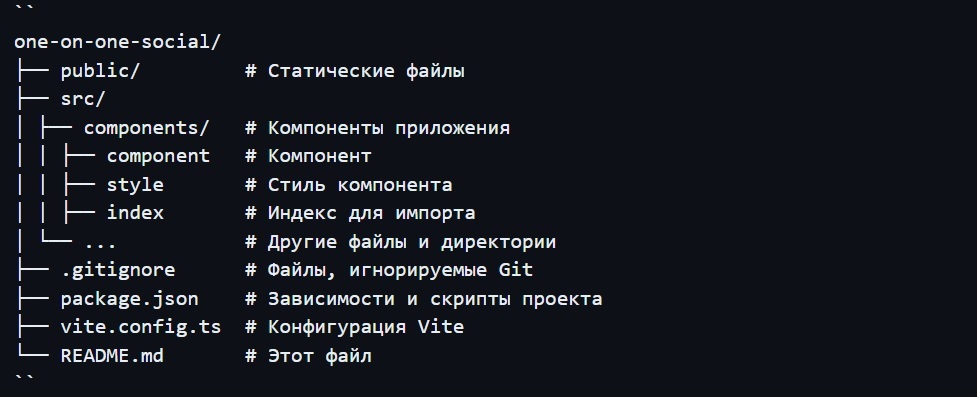 ``
one-on-one-social/
├── public/         # Статические файлы
├── src/
│ ├── components/   # Компоненты приложения
│ │ ├── component   # Компонент
│ │ ├── style       # Стиль компонента
│ │ ├── index       # Индекс для импорта
│ └── ...           # Другие файлы и директории
├── .gitignore      # Файлы, игнорируемые Git
├── package.json    # Зависимости и скрипты проекта
├── vite.config.ts  # Конфигурация Vite
└── README.md       # Этот файл
``